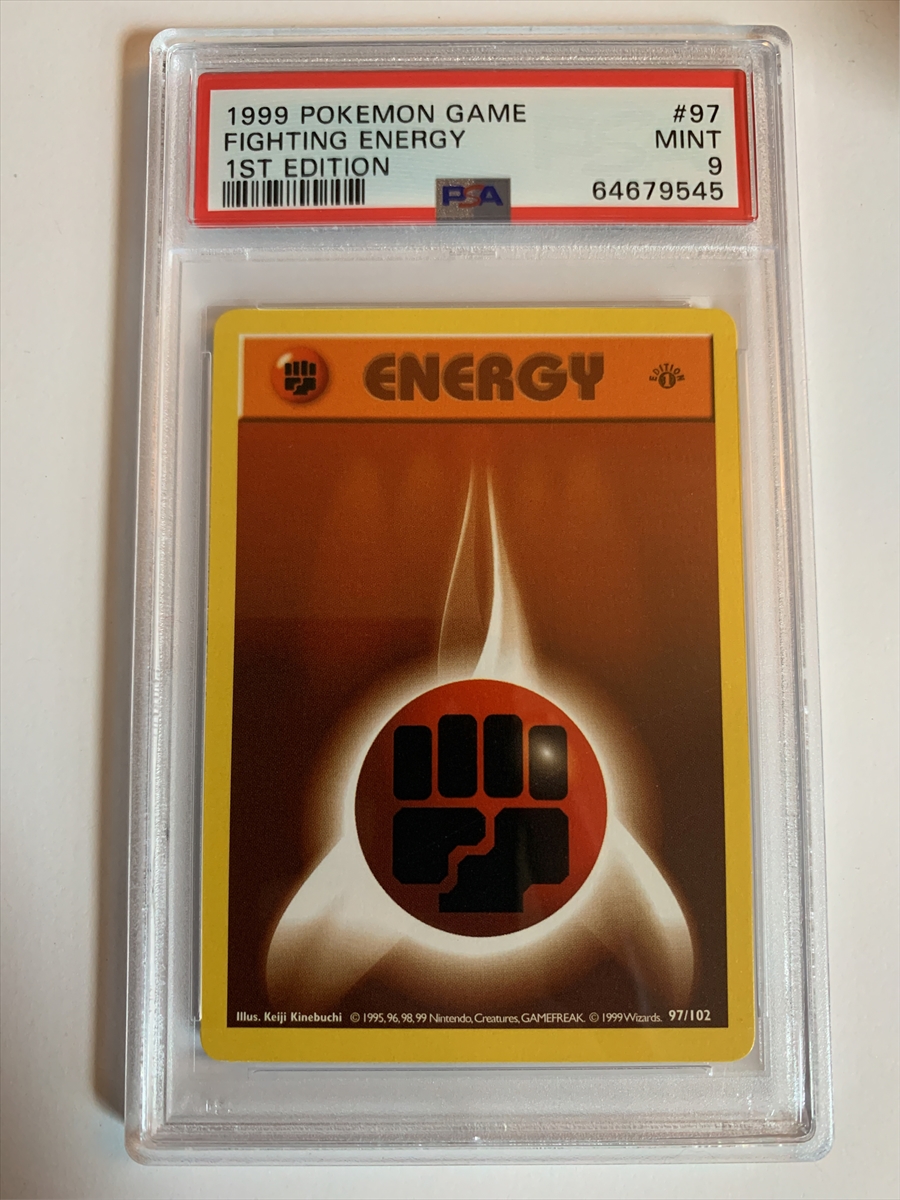 1999 POKEMON GAME #97
FIGHTING ENERGY MINT
1ST EDITION 9
PSA 64679545
ENERGY
EDITION 1
Illus. Keiji Kinebuchi © 1995, 96, 98, 99 Nintendo, Creatures, GAMEFREAK. © 1999 Wizards. 97/102